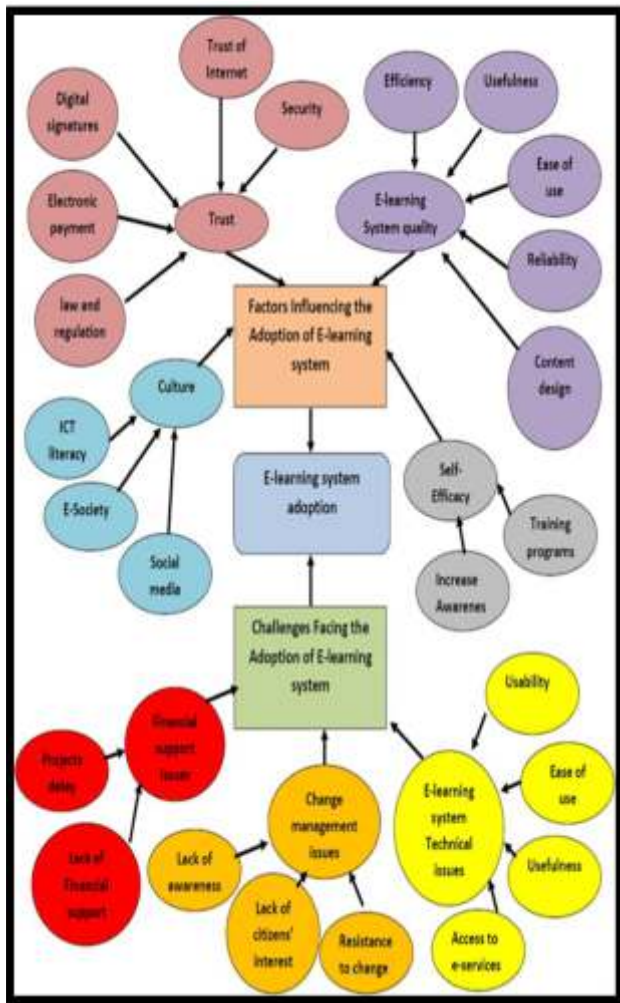 Trust of
Internet
Efficiency
Usefulness
Digital
signatures
Security
Ease of
use
Electronic
payment
Trust
E-learning
System quality
Reliability
law and
regulation
Factors Influencing the
Adoption of E-learning
system
Content
design
Culture
ICT
literacy
E-learning system
adoption
Self-
Efficacy
E-Society
Training
programs
Social
media
Increase
Awarenes
Challenges Facing the
Adoption of E-learning
system
Usability
Financial
support
issues
Projects
delay
Ease of
use
Change
management
issues
E-learning
system
Technical
issues
Lack of
awareness
Usefulness
Lack of
Financial
support
Lack of
citizens'
interest
Resistance
to change
Access to
e-services